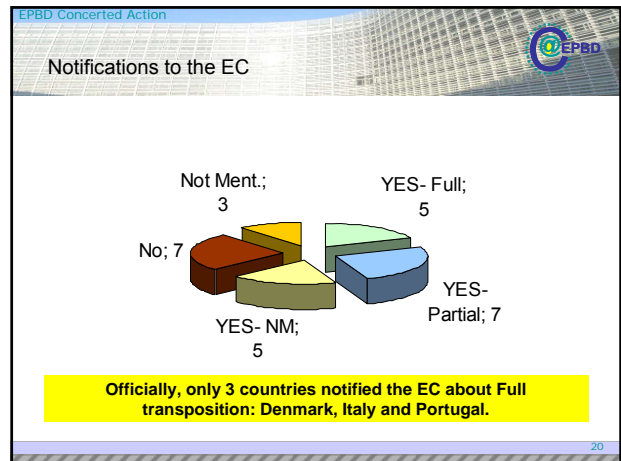 EPBD Concerted Action
@EPBD
Notifications to the EC
Not Ment.;
3
YES- Full;
5
No; 7
YES-
Partial; 7
YES- NM;
5
Officially, only 3 countries notified the EC about Full
transposition: Denmark, Italy and Portugal.
20